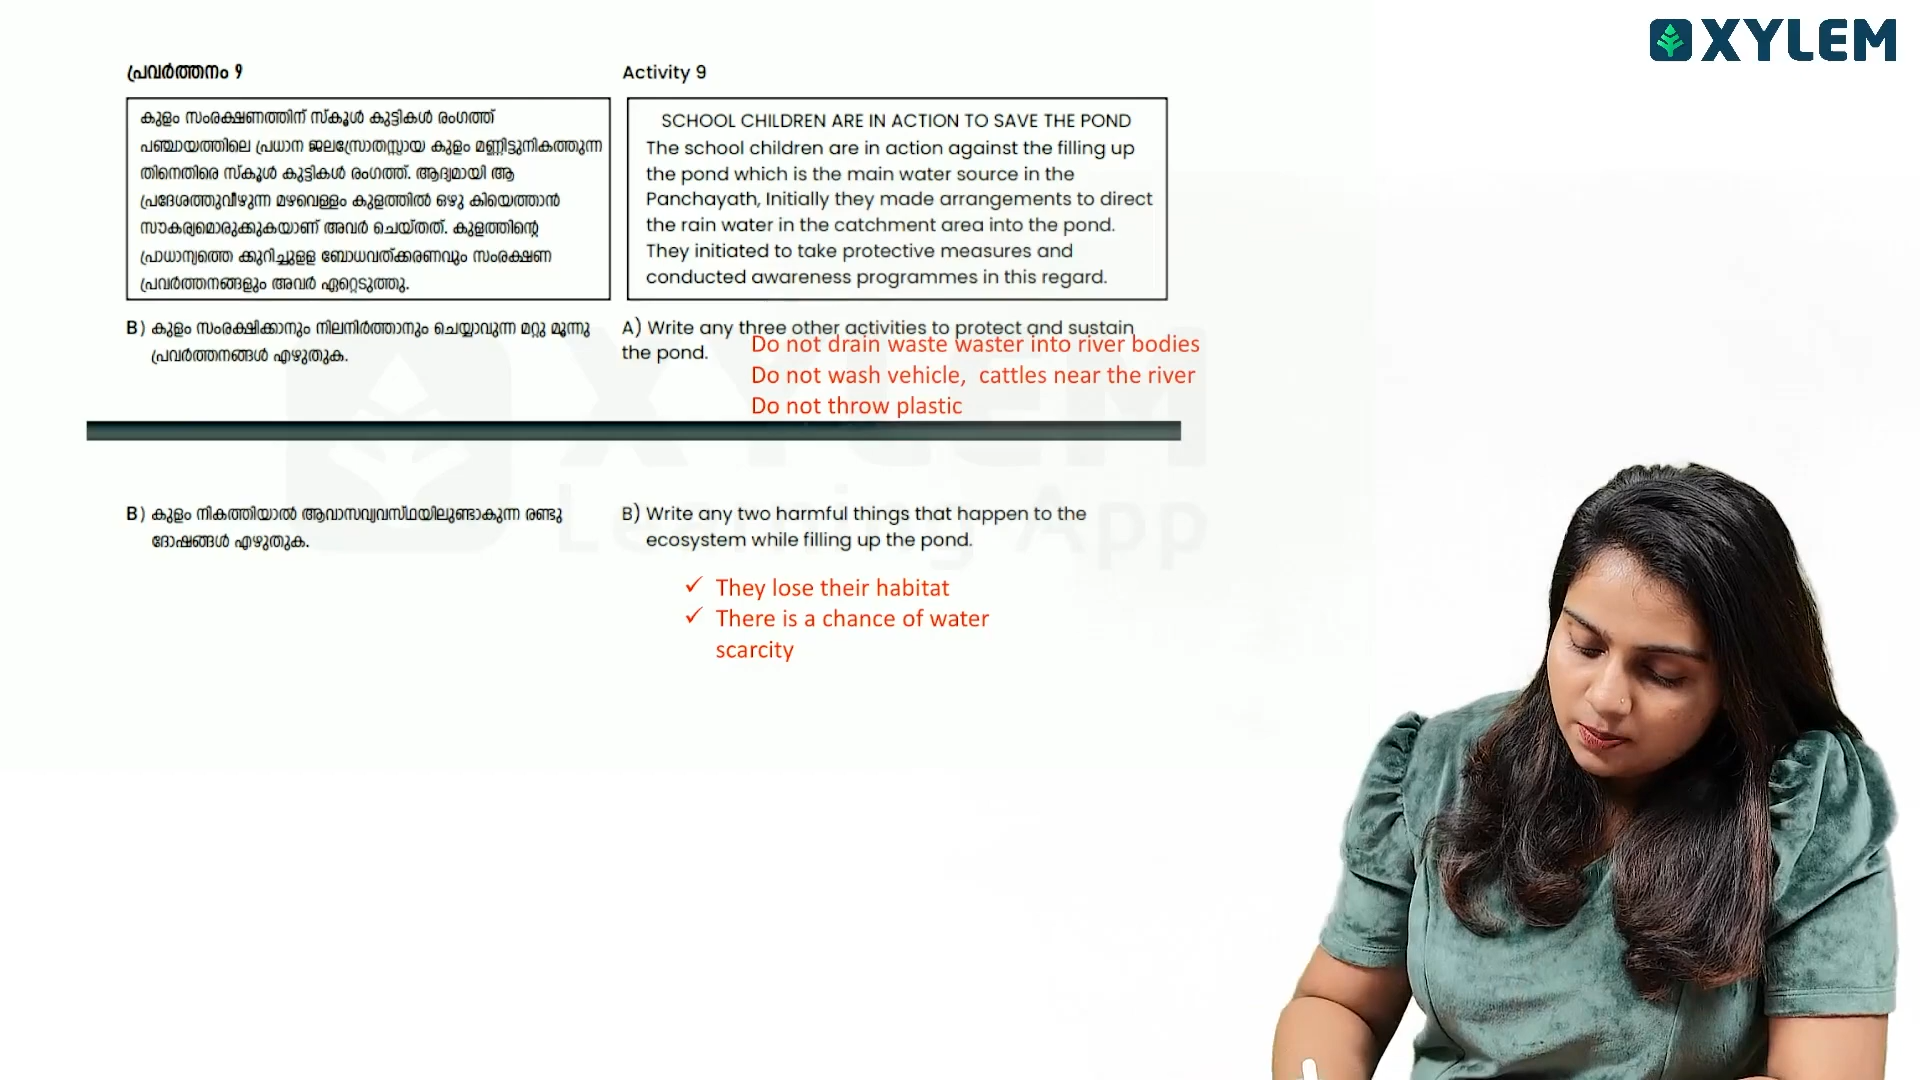 XYLEM
പ്രവർത്തനം 9
കുളം സംരക്ഷണത്തിന് സ്കൂൾ കുട്ടികൾ രംഗത്ത്
പഞ്ചായത്തിലെ പ്രധാന ജലസ്രോതസ്സായ കുളം മണ്ണിട്ടുനികത്തുന്ന
തിനെതിരെ സ്കൂൾ കുട്ടികൾ രംഗത്ത്. ആദ്യമായി ആ
പ്രദേശത്തുവീഴുന്ന മഴവെള്ളം കുളത്തിൽ ഒഴു കിയെത്താൻ
സൗകര്യമൊരുക്കുകയാണ് അവർ ചെയ്തത്. കുളത്തിന്റെ
പ്രാധാന്യത്തെ ക്കുറിച്ചുളള ബോധവത്ക്കരണവും സംരക്ഷണ
പ്രവർത്തനങ്ങളും അവർ ഏറ്റെടുത്തു.
B) കുളം സംരക്ഷിക്കാനും നിലനിർത്താനും ചെയ്യാവുന്ന മറ്റു മൂന്നു
പ്രവർത്തനങ്ങൾ എഴുതുക.
Activity 9
SCHOOL CHILDREN ARE IN ACTION TO SAVE THE POND
The school children are in action against the filling up
the pond which is the main water source in the
Panchayath, Initially they made arrangements to direct
the rain water in the catchment area into the pond.
They initiated to take protective measures and
conducted awareness programmes in this regard.
A) Write any three other activities to protect and sustain
the pond.
Do not drain waste waster into river bodies
Do not wash vehicle, cattles near the river
Do not throw plastic
B) കുളം നികത്തിയാൽ ആവാസവ്യവസ്ഥയിലുണ്ടാകുന്ന രണ്ടു
ദോഷങ്ങൾ എഴുതുക.
B) Write any two harmful things that happen to the
ecosystem while filling up the pond.
✓ They lose their habitat
✓ There is a chance of water
scarcity
XYLEM
Learning App